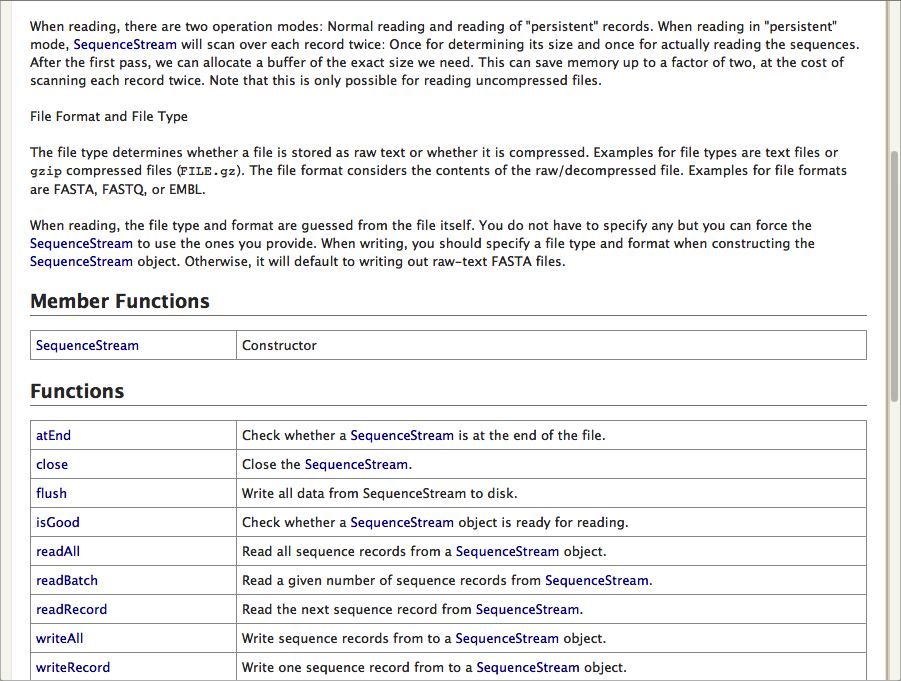 When reading, there are two operation modes: Normal reading and reading of "persistent" records. When reading in "persistent"
mode, SequenceStream will scan over each record twice: Once for determining its size and once for actually reading the sequences.
After the first pass, we can allocate a buffer of the exact size we need. This can save memory up to a factor of two, at the cost of
scanning each record twice. Note that this is only possible for reading uncompressed files.
File Format and File Type
The file type determines whether a file is stored as raw text or whether it is compressed. Examples for file types are text files or
gzip compressed files (FILE.gz). The file format considers the contents of the raw/decompressed file. Examples for file formats
are FASTA, FASTQ, or EMBL.
When reading, the file type and format are guessed from the file itself. You do not have to specify any but you can force the
SequenceStream to use the ones you provide. When writing, you should specify a file type and format when constructing the
SequenceStream object. Otherwise, it will default to writing out raw-text FASTA files.
Member Functions
SequenceStream Constructor
Functions
atEnd Check whether a SequenceStream is at the end of the file.
close Close the SequenceStream.
flush Write all data from SequenceStream to disk.
isGood Check whether a SequenceStream object is ready for reading.
readAll Read all sequence records from a SequenceStream object.
readBatch Read a given number of sequence records from SequenceStream.
readRecord Read the next sequence record from SequenceStream.
writeAll Write sequence records from to a SequenceStream object.
writeRecord Write one sequence record from to a SequenceStream object.